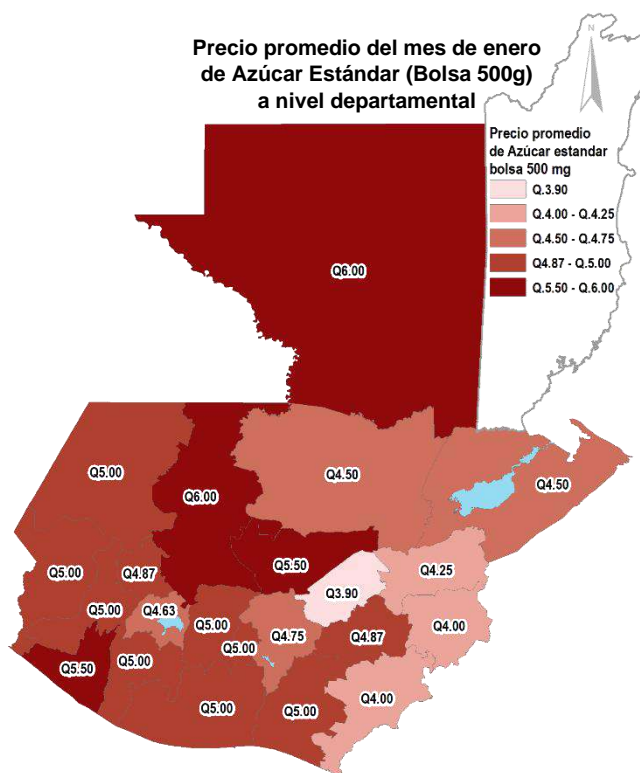 Precio promedio del mes de enero
de Azúcar Estándar (Bolsa 500g)
a nivel departamental
N
Precio promedio
de Azúcar estandar
bolsa 500 mg
Q.3.90
Q.4.00 - Q.4.25
Q.4.50 - Q.4.75
Q4.87 - Q.5.00
Q.5.50 - Q.6.00
Q6.00
Q5.00
Q6.00
Q4.50
Q4.50
Q5.50
Q4.25
Q5.00
Q4.87
Q3.90
Q5.00
Q4.63
Q5.00
Q4.75
Q4.87
Q4.00
Q5.00
Q5.50
Q5.00
Q4.00
Q5.00
Q5.00